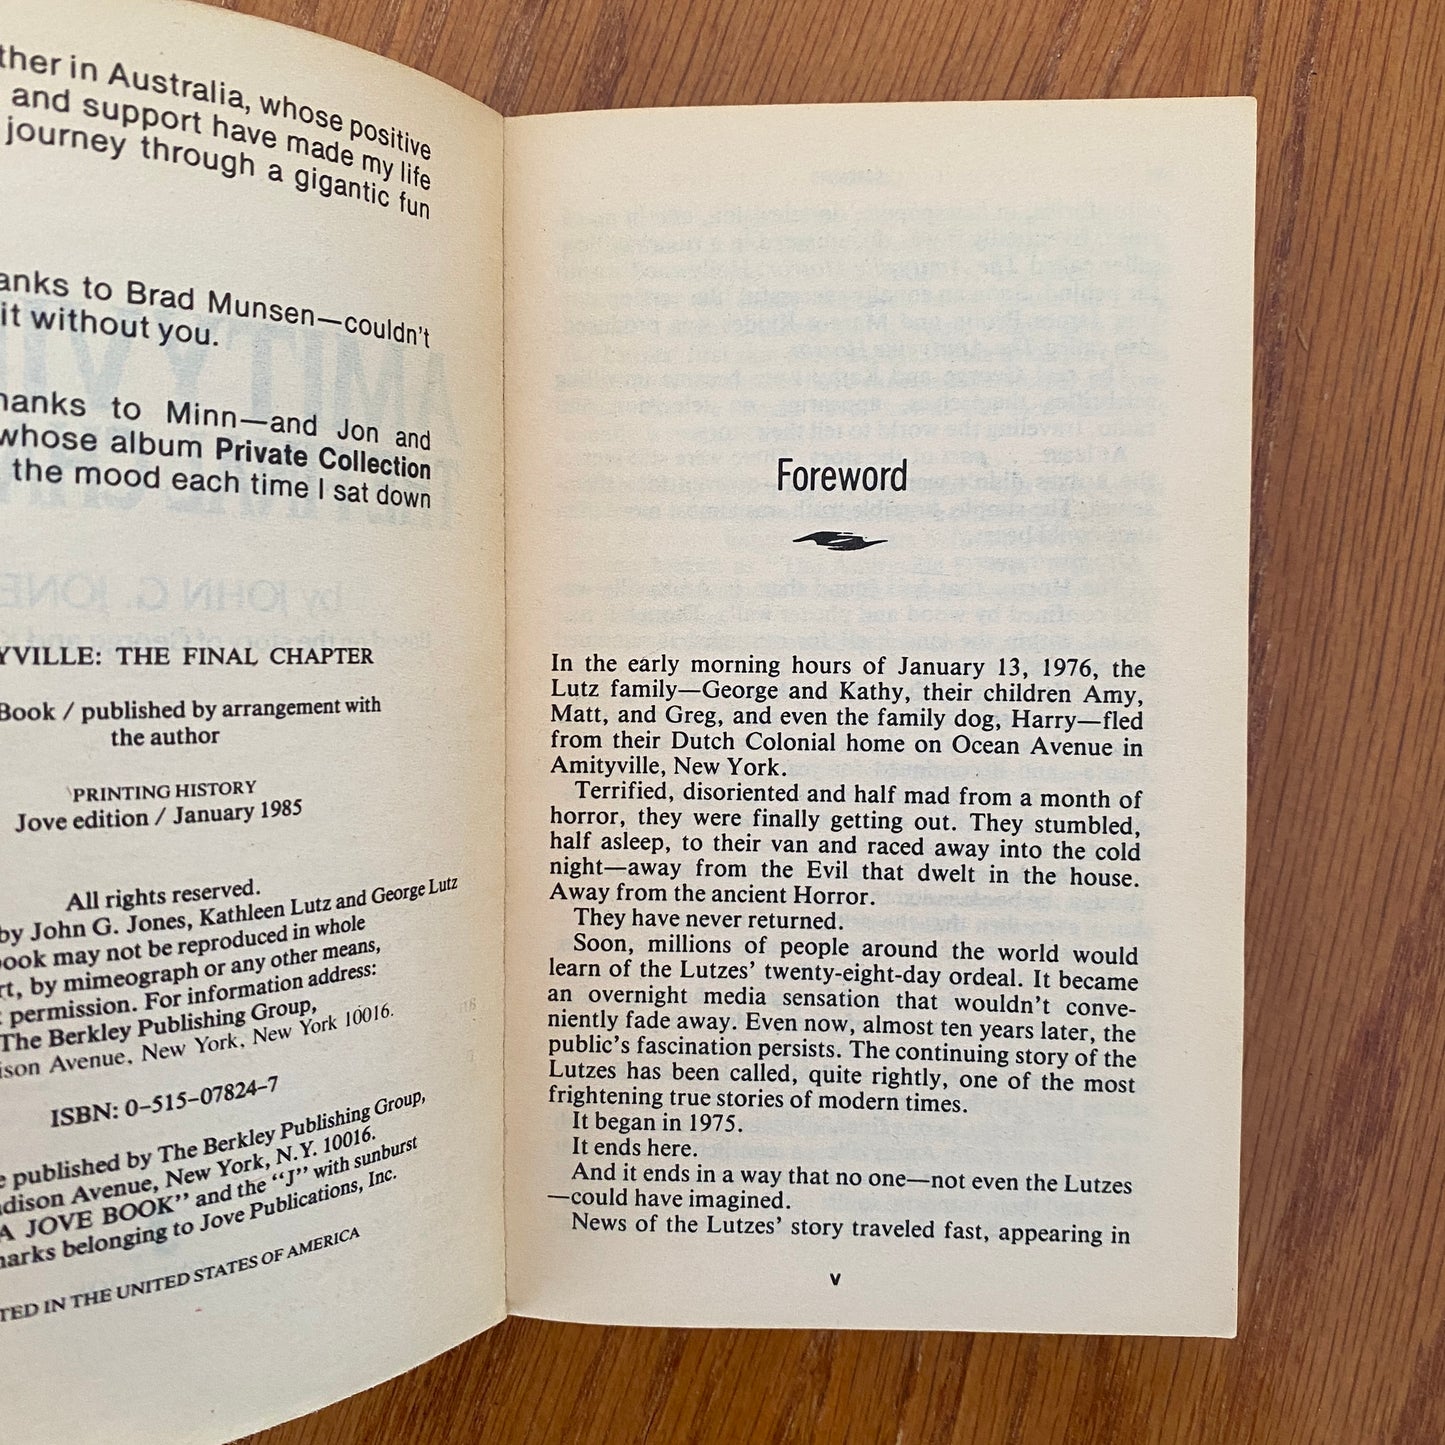 ther in Australia, whose positive
and support have made my life
journey through a gigantic fun
anks to Brad Munsen—couldn't
it without you.
hanks to Minn—and Jon and
whose album Private Collection
the mood each time I sat down
YVILLE: THE FINAL CHAPTER
Book / published by arrangement with
the author
PRINTING HISTORY
Jove edition / January 1985
All rights reserved.
by John G. Jones, Kathleen Lutz and George Lutz
ook may not be reproduced in whole
rt, by mimeograph or any other means,
permission. For information address:
The Berkley Publishing Group,
ison Avenue, New York, New York 10016.
ISBN: 0-515-07824-7
e published by The Berkley Publishing Group,
dison Avenue, New York, N.Y. 10016.
A JOVE BOOK" and the "J" with sunburst
marks belonging to Jove Publications, Inc.
TED IN THE UNITED STATES OF AMERICA
Foreword
In the early morning hours of January 13, 1976, the
Lutz family—George and Kathy, their children Amy,
Matt, and Greg, and even the family dog, Harry—fled
from their Dutch Colonial home on Ocean Avenue in
Amityville, New York.
Terrified, disoriented and half mad from a month of
horror, they were finally getting out. They stumbled,
half asleep, to their van and raced away into the cold
night—away from the Evil that dwelt in the house.
Away from the ancient Horror.
They have never returned.
Soon, millions of people around the world would
learn of the Lutzes' twenty-eight-day ordeal. It became
an overnight media sensation that wouldn't conve-
niently fade away. Even now, almost ten years later, the
public's fascination persists. The continuing story of the
Lutzes has been called, quite rightly, one of the most
frightening true stories of modern times.
It began in 1975.
It ends here.
And it ends in a way that no one—not even the Lutzes
—could have imagined.
News of the Lutzes' story traveled fast, appearing in
v